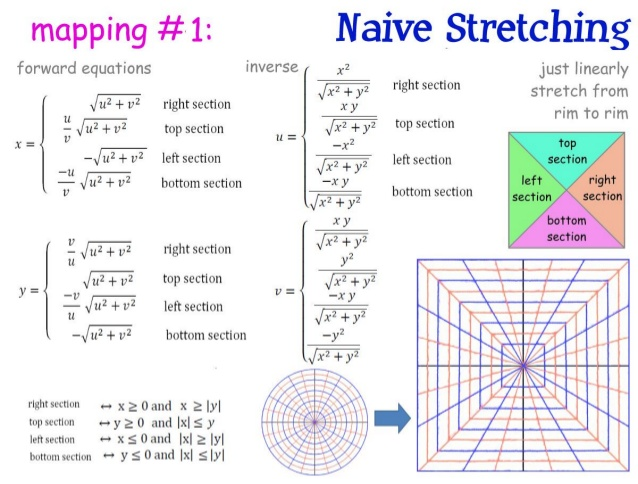 mapping #1:
Naive Stretching
forward equations
x =
√(u² + v²) right section
u/v √(u² + v²) top section
−√(u² + v²) left section
−u/v √(u² + v²) bottom section
y =
v/u √(u² + v²) right section
√(u² + v²) top section
−v/u √(u² + v²) left section
−√(u² + v²) bottom section
inverse
u =
x²/√(x² + y²) right section
x y/√(x² + y²) top section
−x²/√(x² + y²) left section
−x y/√(x² + y²) bottom section
v =
x y/√(x² + y²)
y²/√(x² + y²)
−x y/√(x² + y²)
−y²/√(x² + y²)
just linearly
stretch from
rim to rim
top
section
left
section
right
section
bottom
section
right section ↔ x ≥ 0 and x ≥ |y|
top section ↔ y ≥ 0 and |x| ≤ y
left section ↔ x ≤ 0 and |x| ≥ |y|
bottom section ↔ y ≤ 0 and |x| ≤ |y|